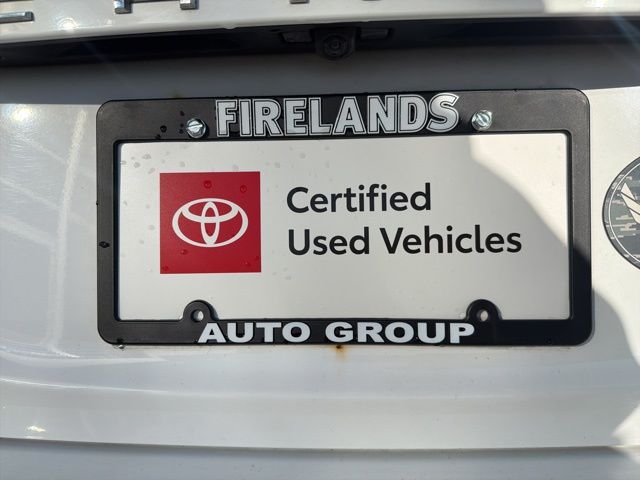 FIRELANDS
Certified
Used Vehicles
AUTO GROUP